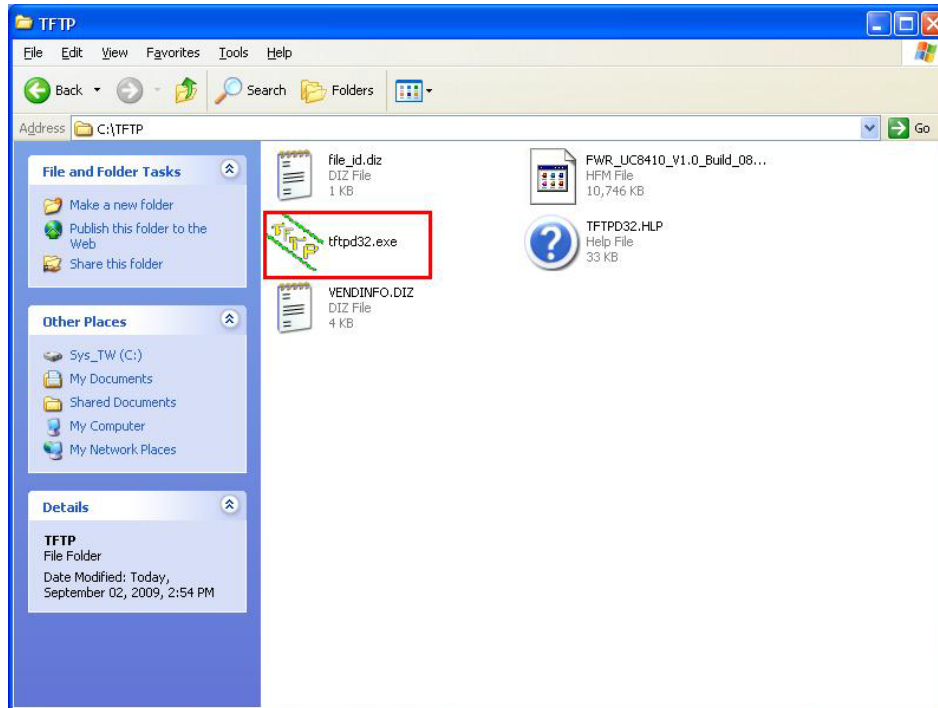 TFTP
File Edit View Favorites Tools Help
Back Search Folders
Address C:\TFTP Go
File and Folder Tasks
Make a new folder
Publish this folder to the
Web
Share this folder
Other Places
Sys_TW (C:)
My Documents
Shared Documents
My Computer
My Network Places
Details
TFTP
File Folder
Date Modified: Today,
September 02, 2009, 2:54 PM
file_id.diz
DIZ File
1 KB
FWR_UC8410_V1.0_Build_08...
HFM File
10,746 KB
TFTP
tftpd32.exe
TFTPD32.HLP
Help File
33 KB
VENDINFO.DIZ
DIZ File
4 KB